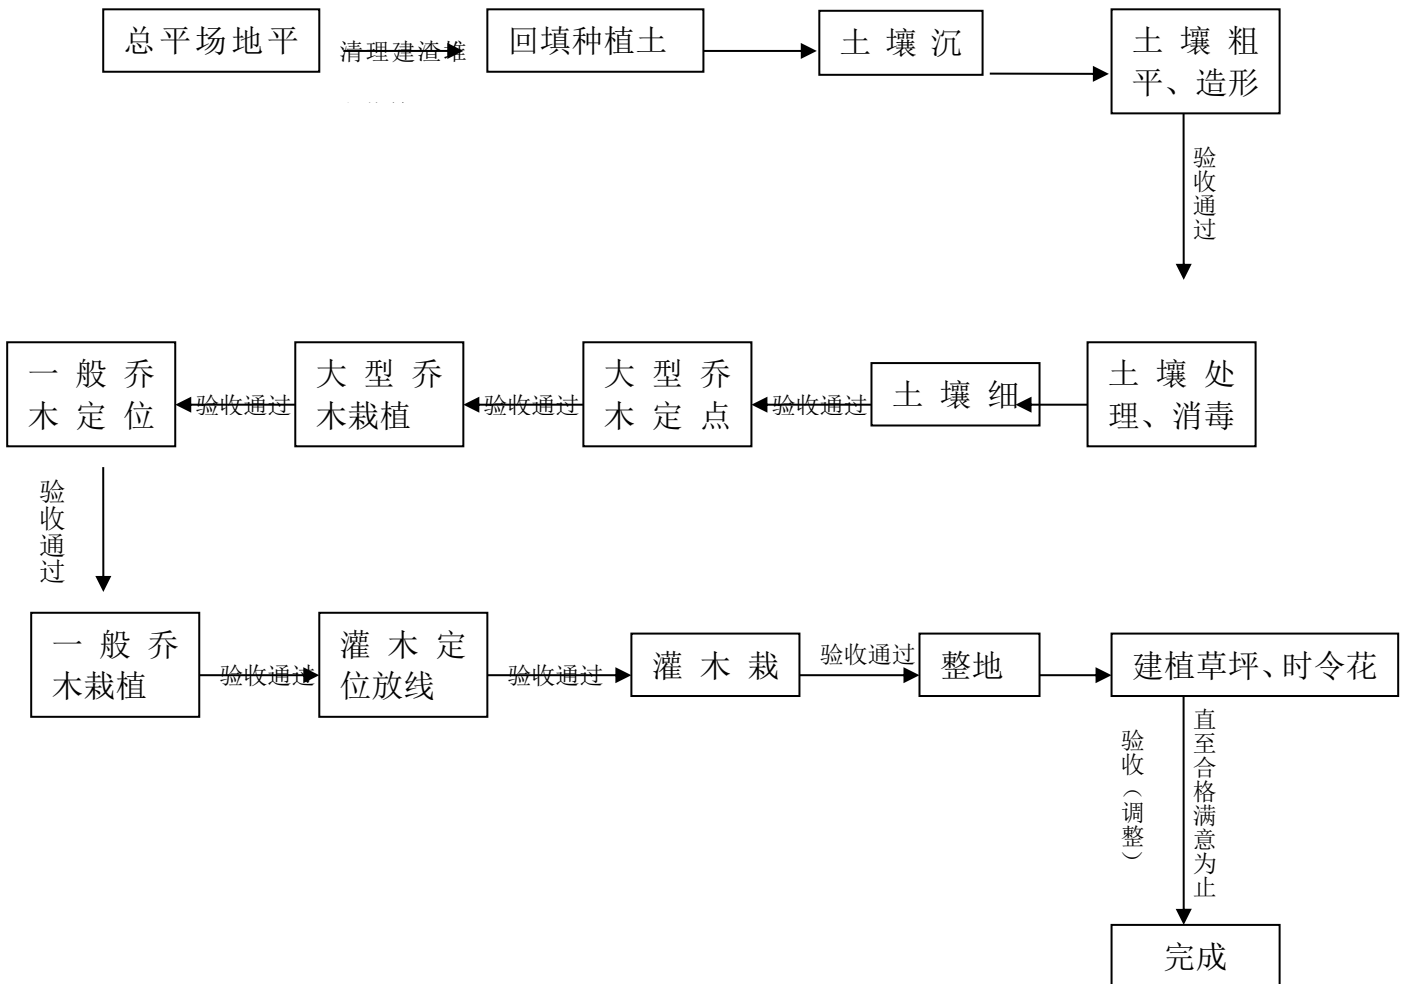 总平场地平
清理建渣堆
回填种植土
土壤沉
土壤粗
平、造形
验收通过
土壤处
理、消毒
土壤细
验收通过
大型乔
木定点
验收通过
大型乔
木栽植
验收通过
一般乔
木定位
验收通过
一般乔
木栽植
验收通过
灌木定
位放线
验收通过
灌木栽
验收通过
整地
建植草坪、时令花
验收（调整）
直至合格满意为止
完成